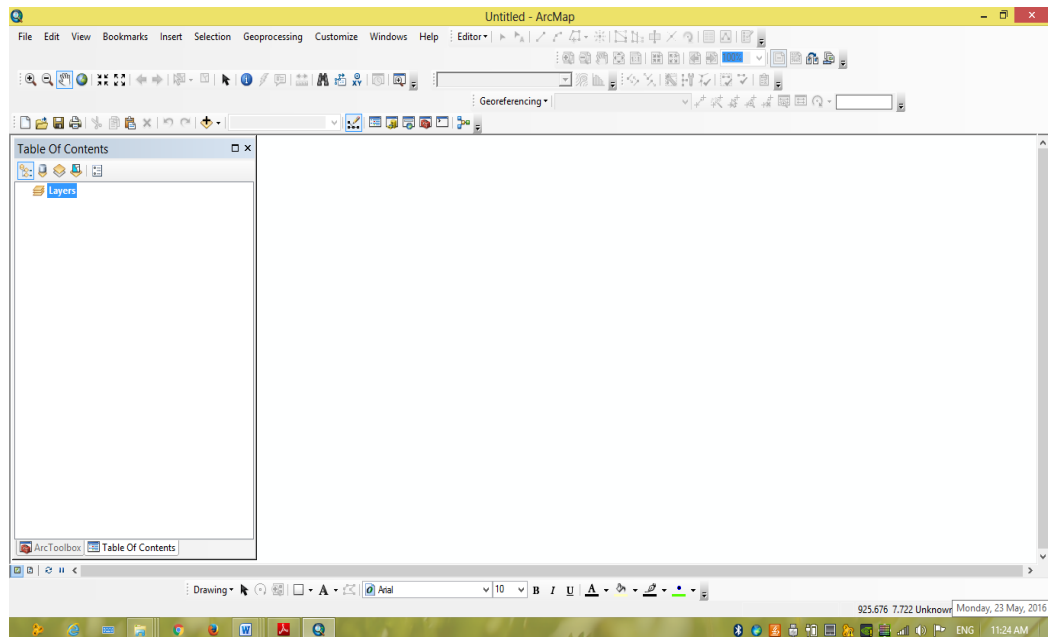 Untitled - ArcMap
File Edit View Bookmarks Insert Selection Geoprocessing Customize Windows Help Editor
Georeferencing
Table Of Contents
Layers
ArcToolbox Table Of Contents
Drawing A Arial 10 B I U A
925.676 7.722 Unknown Monday, 23 May, 2016
ENG 11:24 AM